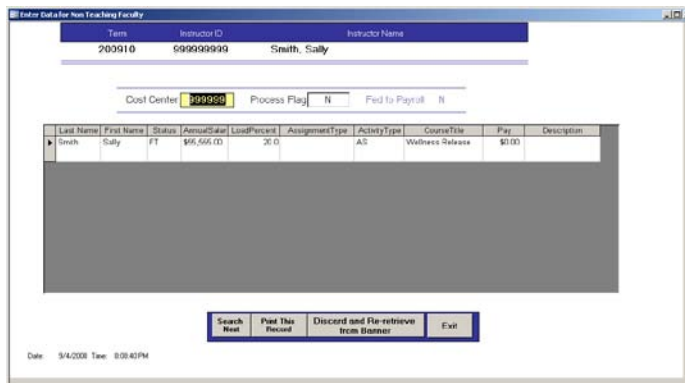 Enter Data for Non Teaching Faculty
Term Instructor ID Instructor Name
200910 999999999 Smith, Sally
Cost Center 999999 Process Flag N Fed to Payroll N
Last Name First Name Status AnnualSalar LoadPercent AssignmentType ActivityType CourseTitle Pay Description
Smith Sally FT 20.0 AS Wellness Release $0.00
Search Next Print This Record Discard and Re-retrieve from Banner Exit
Date: 9/4/2008 Time: 8:08:40 PM